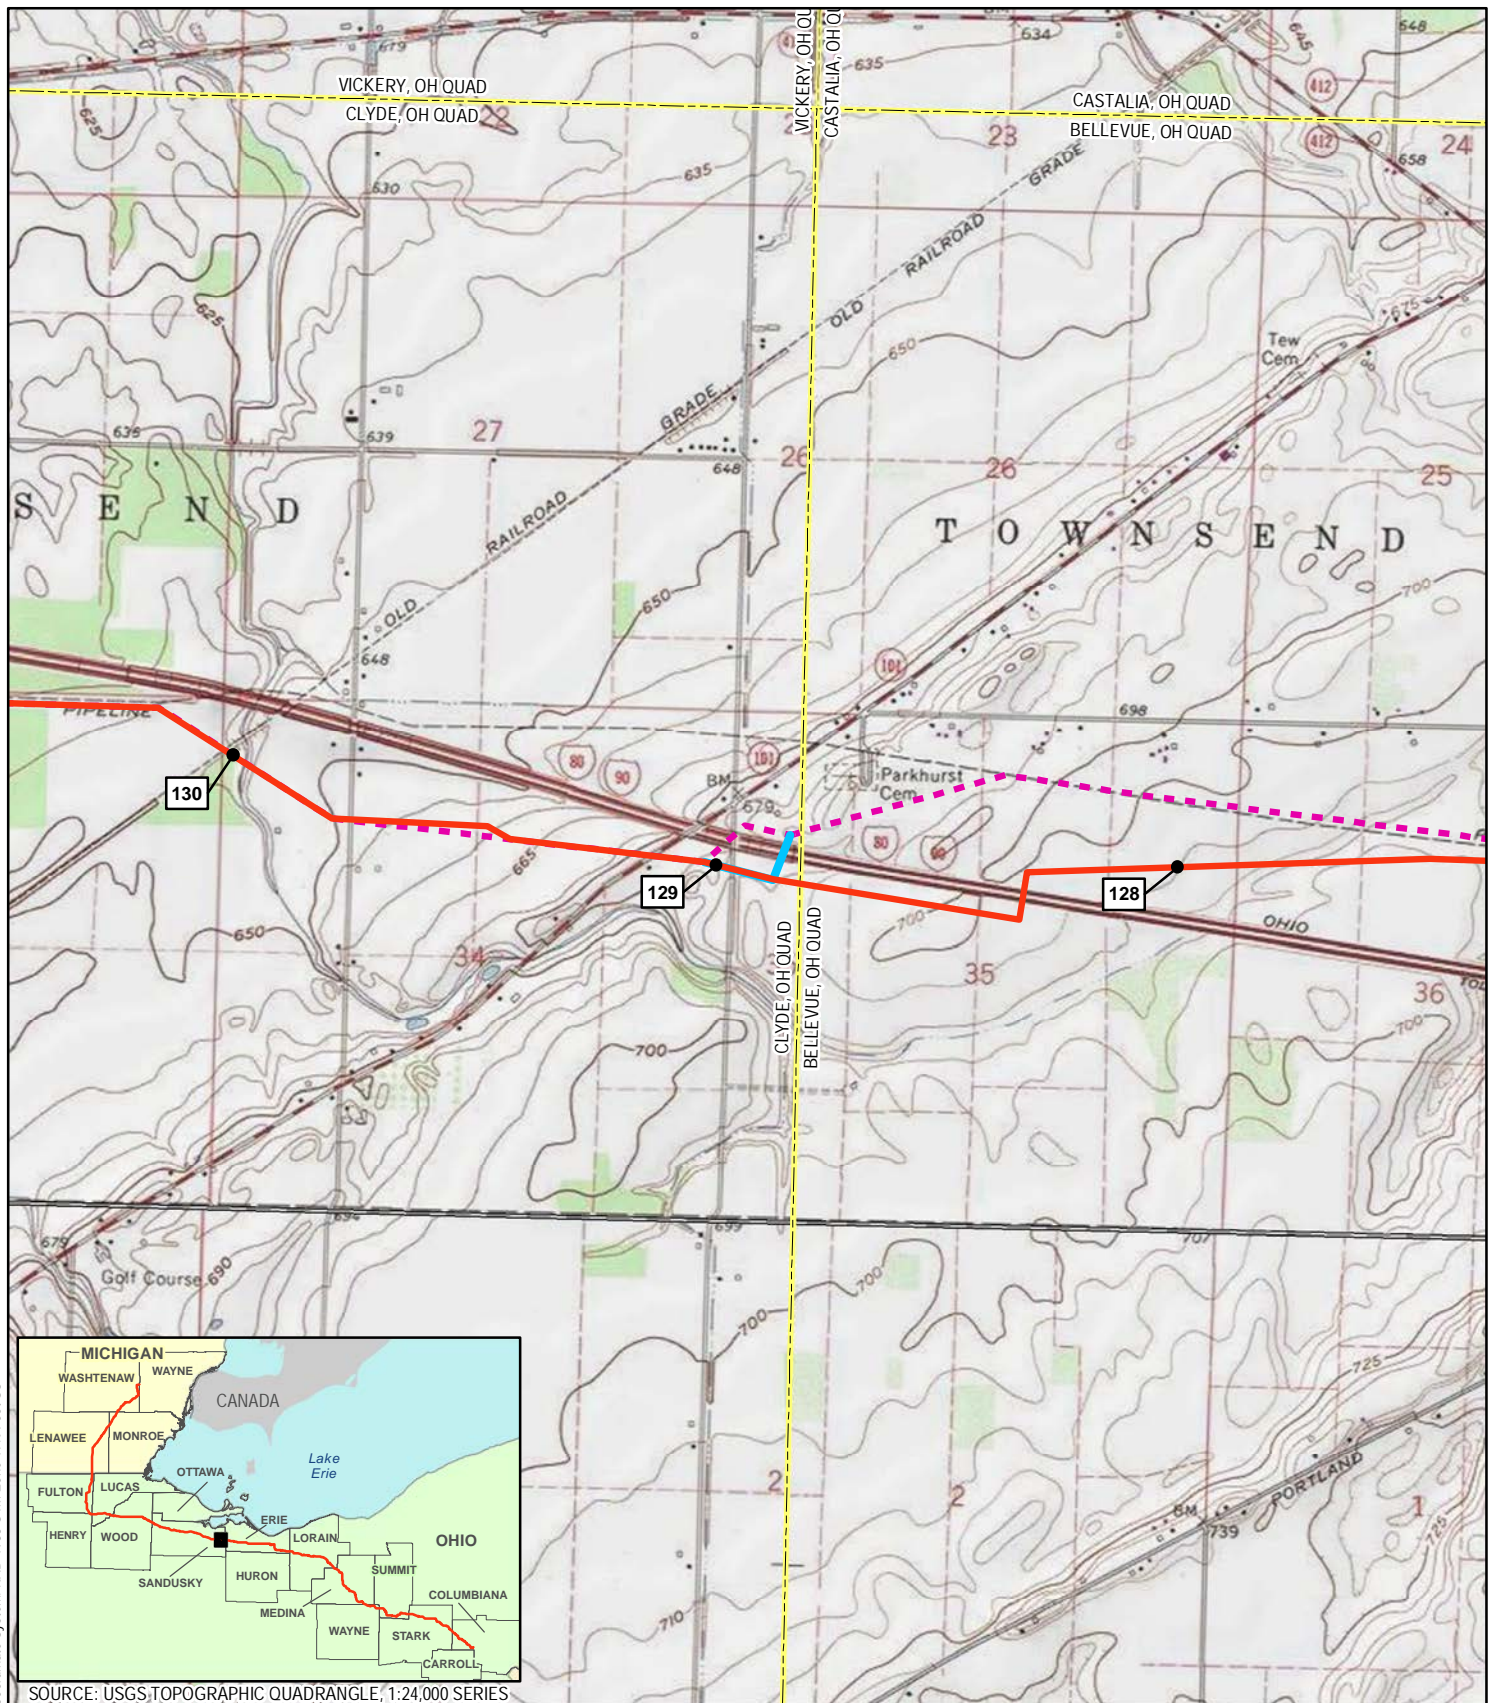 VICKERY, OH QUAD
CLYDE, OH QUAD
VICKERY, OH QU
CASTALIA, OH QU
CASTALIA, OH QUAD
BELLEVUE, OH QUAD
679
634
635
648
645
412
412
625
23
24
658
630
635
OLD RAILROAD GRADE
625
650
675
Tew
Cem
GRADE
636
639
27
648
26
26
25
S E N D
T O W N S E N D
OLD RAILROAD
650
700
648
101
PIPELINE
698
130
80
90
101
BM
679
Parkhurst
Cem
80
90
665
129
128
700
OHIO
650
34
35
36
CLYDE, OH QUAD
BELLEVUE, OH QUAD
700
700
694
699
707
679
Golf Course
690
700
700
725
2
2
1
PORTLAND
BM
739
725
710
MICHIGAN
WASHTENAW
WAYNE
CANADA
LENAWEE
MONROE
Lake
Erie
OTTAWA
FULTON
LUCAS
ERIE
HENRY
WOOD
LORAIN
OHIO
SANDUSKY
HURON
SUMMIT
COLUMBIANA
MEDINA
WAYNE
STARK
CARROLL
SOURCE: USGS TOPOGRAPHIC QUADRANGLE, 1:24,000 SERIES